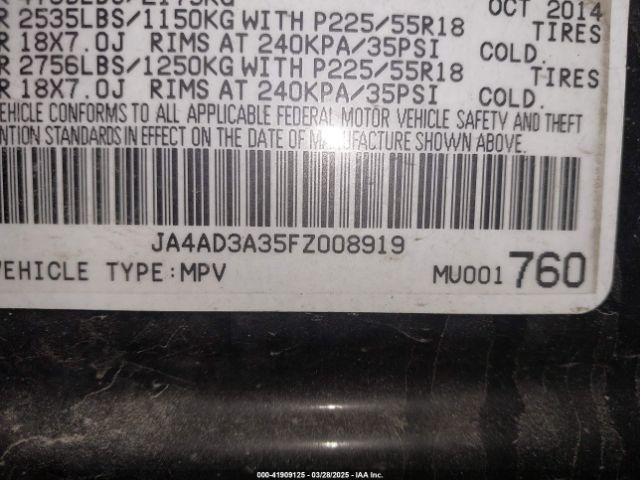 OCT 2014
2535LBS/1150KG WITH P225/55R18 TIRES
18X7.0J RIMS AT 240KPA/35PSI COLD.
2756LBS/1250KG WITH P225/55R18 TIRES
18X7.0J RIMS AT 240KPA/35PSI COLD.
VEHICLE CONFORMS TO ALL APPLICABLE FEDERAL MOTOR VEHICLE SAFETY AND THEFT
STANDARDS IN EFFECT ON THE DATE OF MANUFACTURE SHOWN ABOVE.
JA4AD3A35FZ008919
VEHICLE TYPE:MPV MU001 760
000-41909125 | 03/28/2025 | IAA Inc.